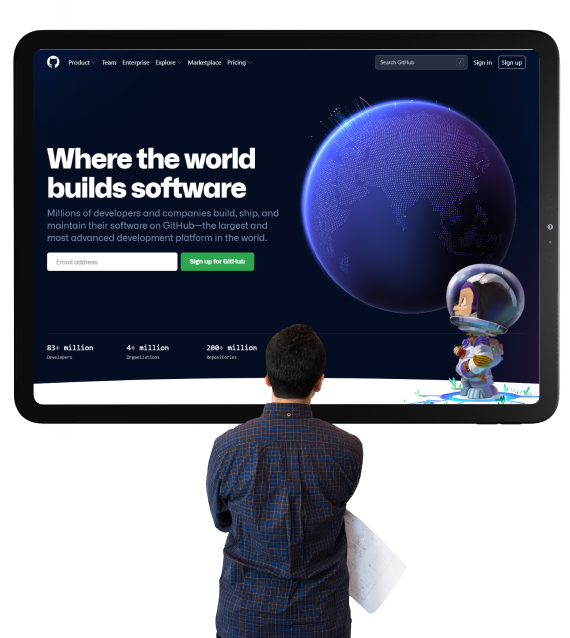 Product Team Enterprise Explore Marketplace Pricing
Search GitHub / Sign in Sign up
Where the world
builds software
Millions of developers and companies build, ship, and
maintain their software on GitHub—the largest and
most advanced development platform in the world.
Email address Sign up for GitHub
83+ million 4+ million 200+ million
Developers Organizations Repositories